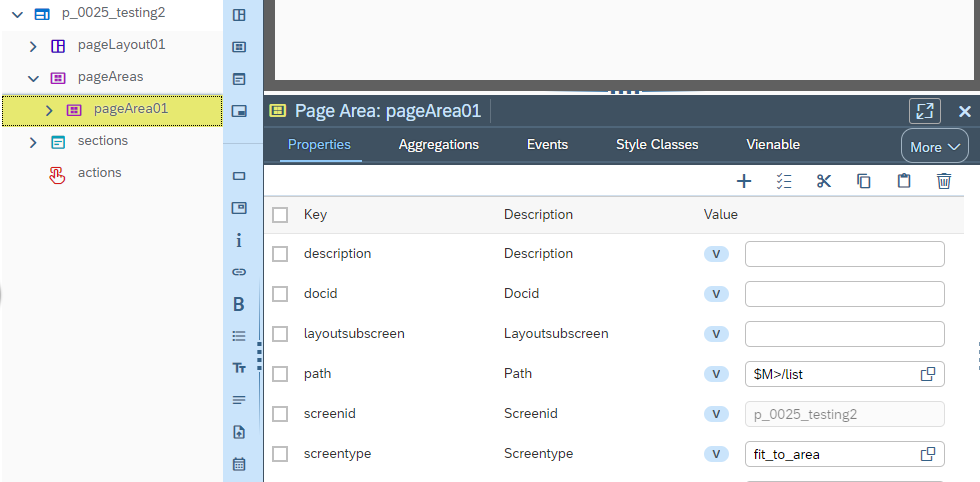 p_0025_testing2
pageLayout01
pageAreas
pageArea01
sections
actions
Page Area: pageArea01
Properties Aggregations Events Style Classes Vienable More
Key Description Value
description Description V
docid Docid V
layoutsubscreen Layoutsubscreen V
path Path V $M>/list
screenid Screenid V p_0025_testing2
screentype Screentype V fit_to_area